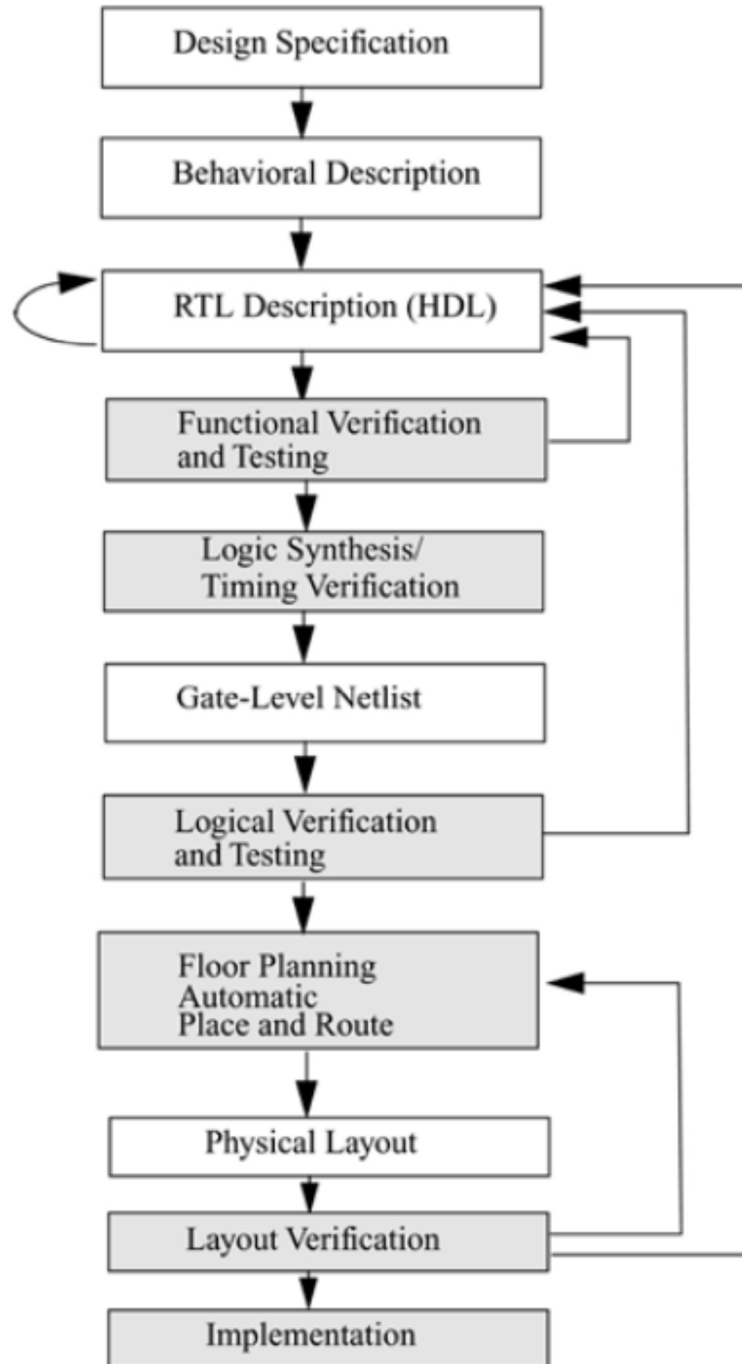 Design Specification
Behavioral Description
RTL Description (HDL)
Functional Verification
and Testing
Logic Synthesis/
Timing Verification
Gate-Level Netlist
Logical Verification
and Testing
Floor Planning
Automatic
Place and Route
Physical Layout
Layout Verification
Implementation